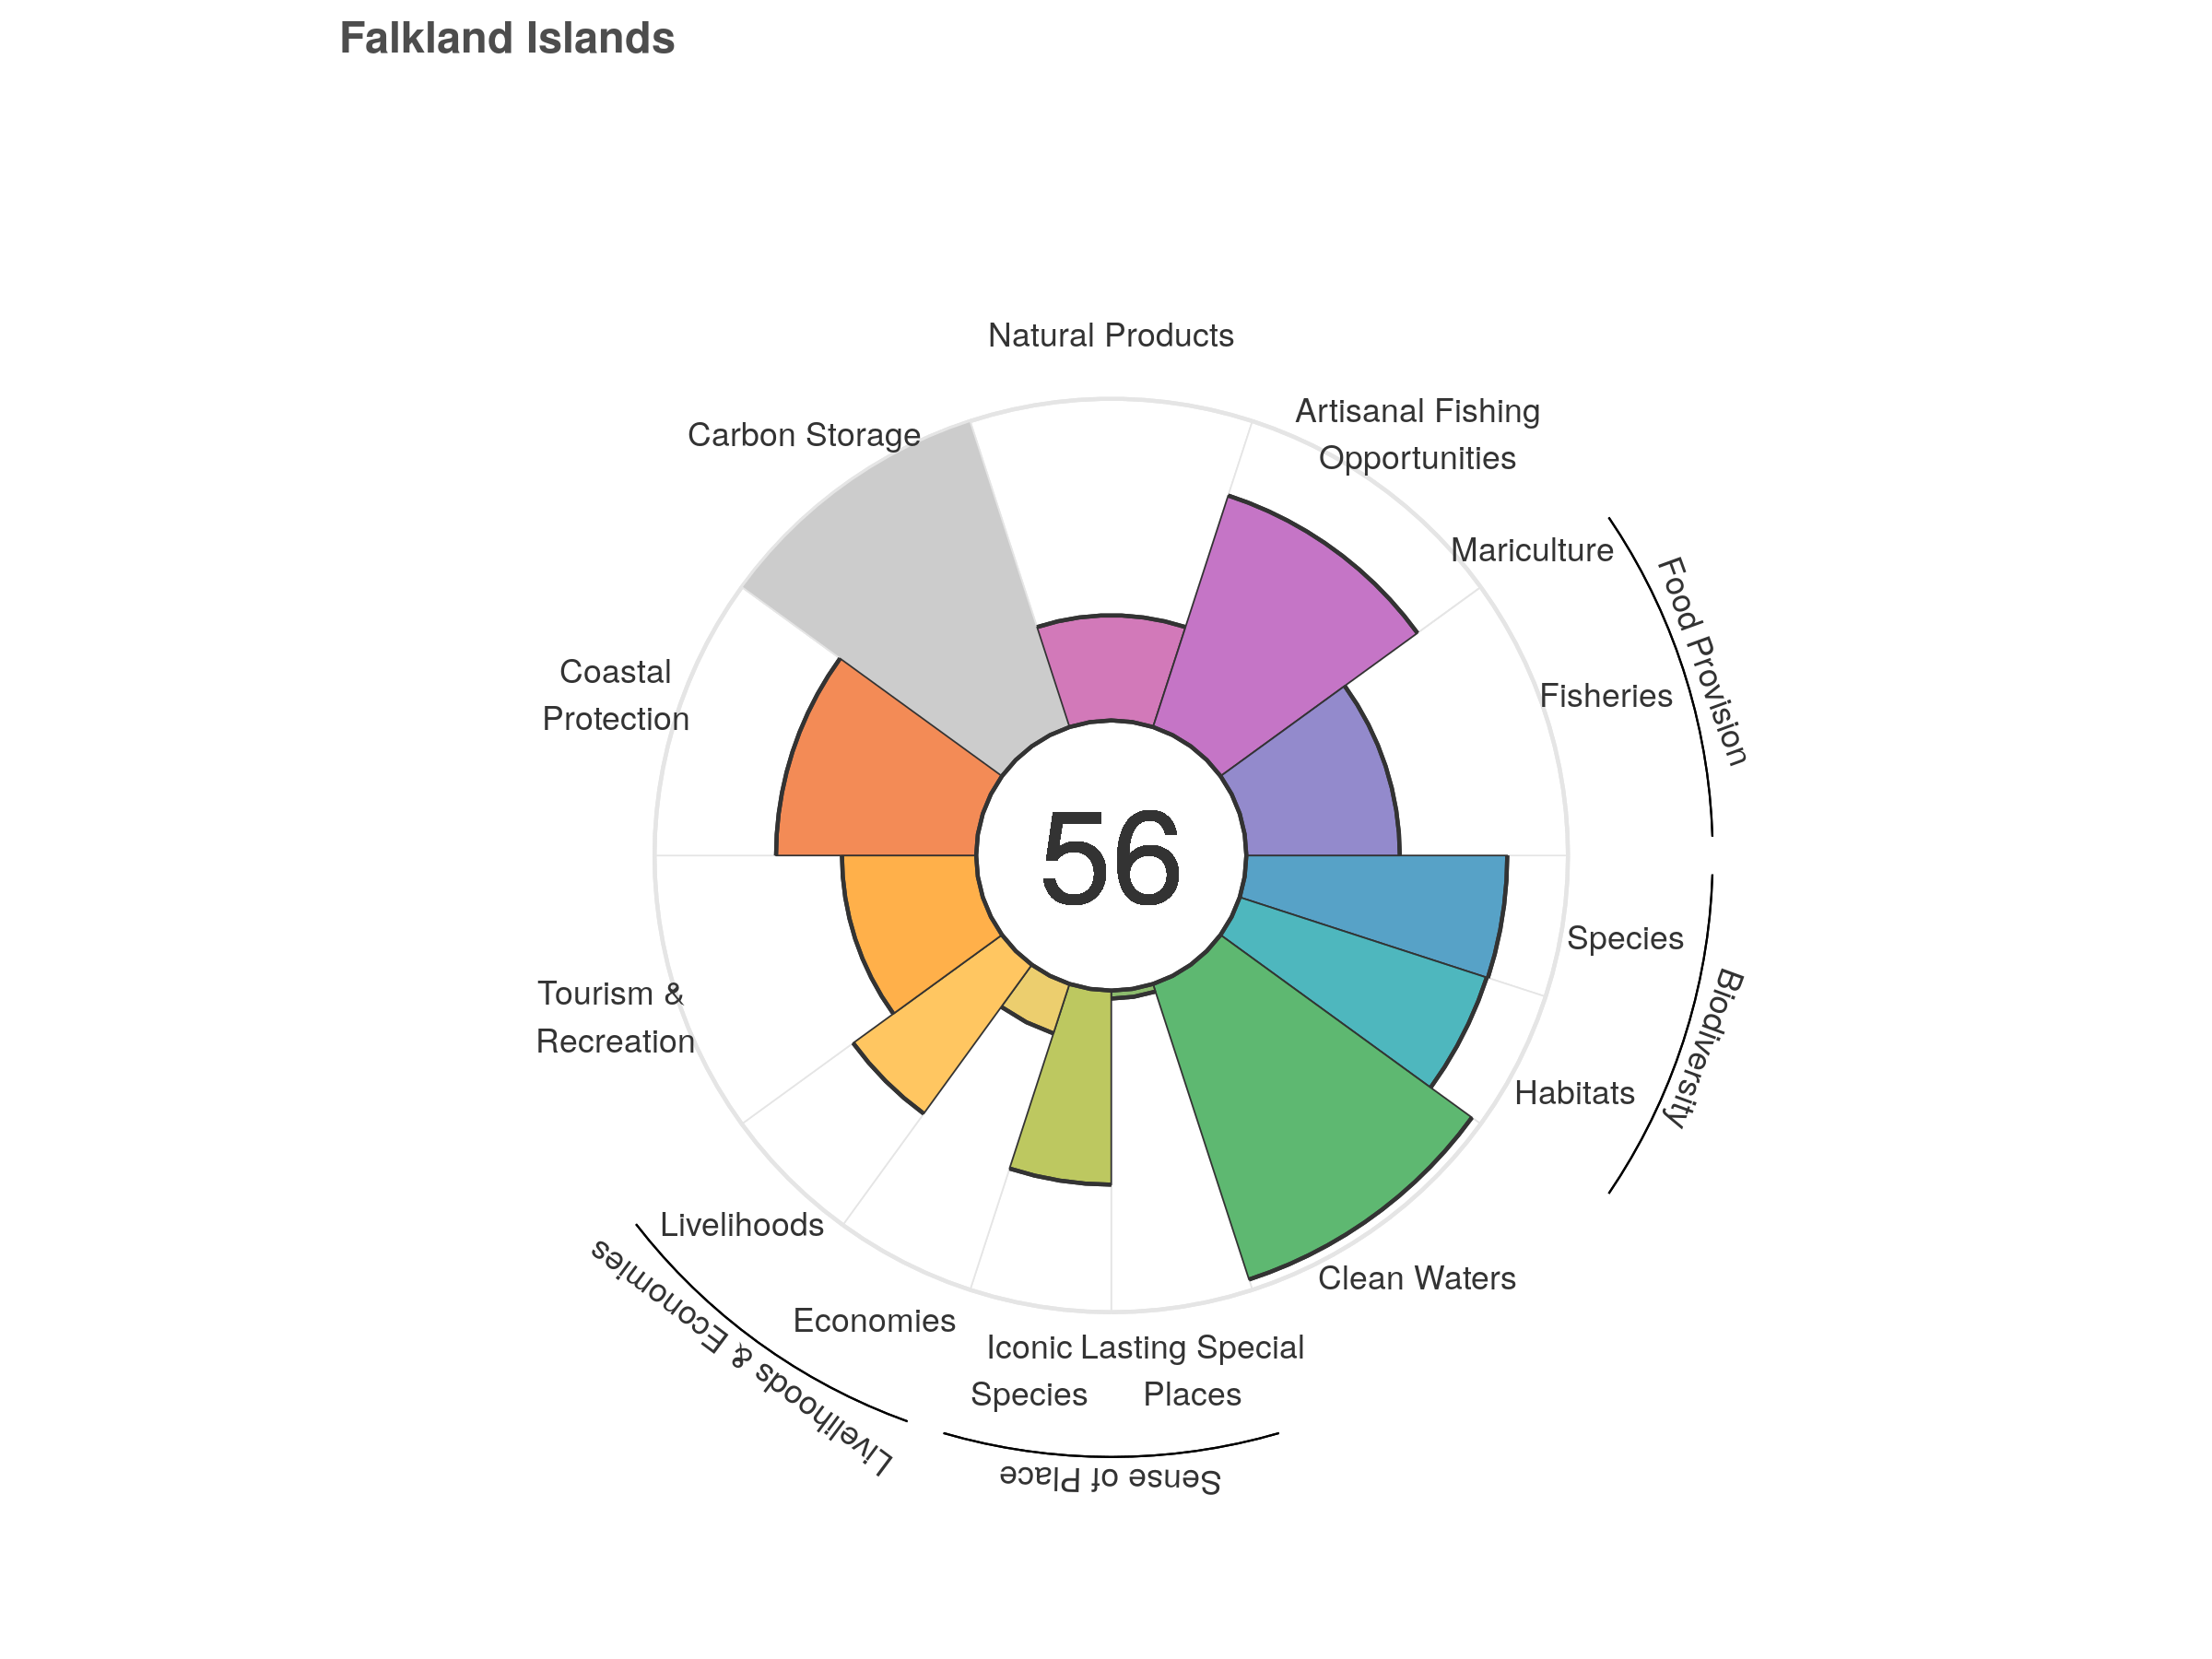 Falkland Islands
Natural Products
Artisanal Fishing
Opportunities
Carbon Storage
Mariculture
Food Provision
Fisheries
Coastal
Protection
56
Species
Biodiversity
Habitats
Tourism &
Recreation
Livelihoods
Clean Waters
Livelihoods & Economies
Economies
Iconic
Species
Lasting Special
Places
Sense of Place